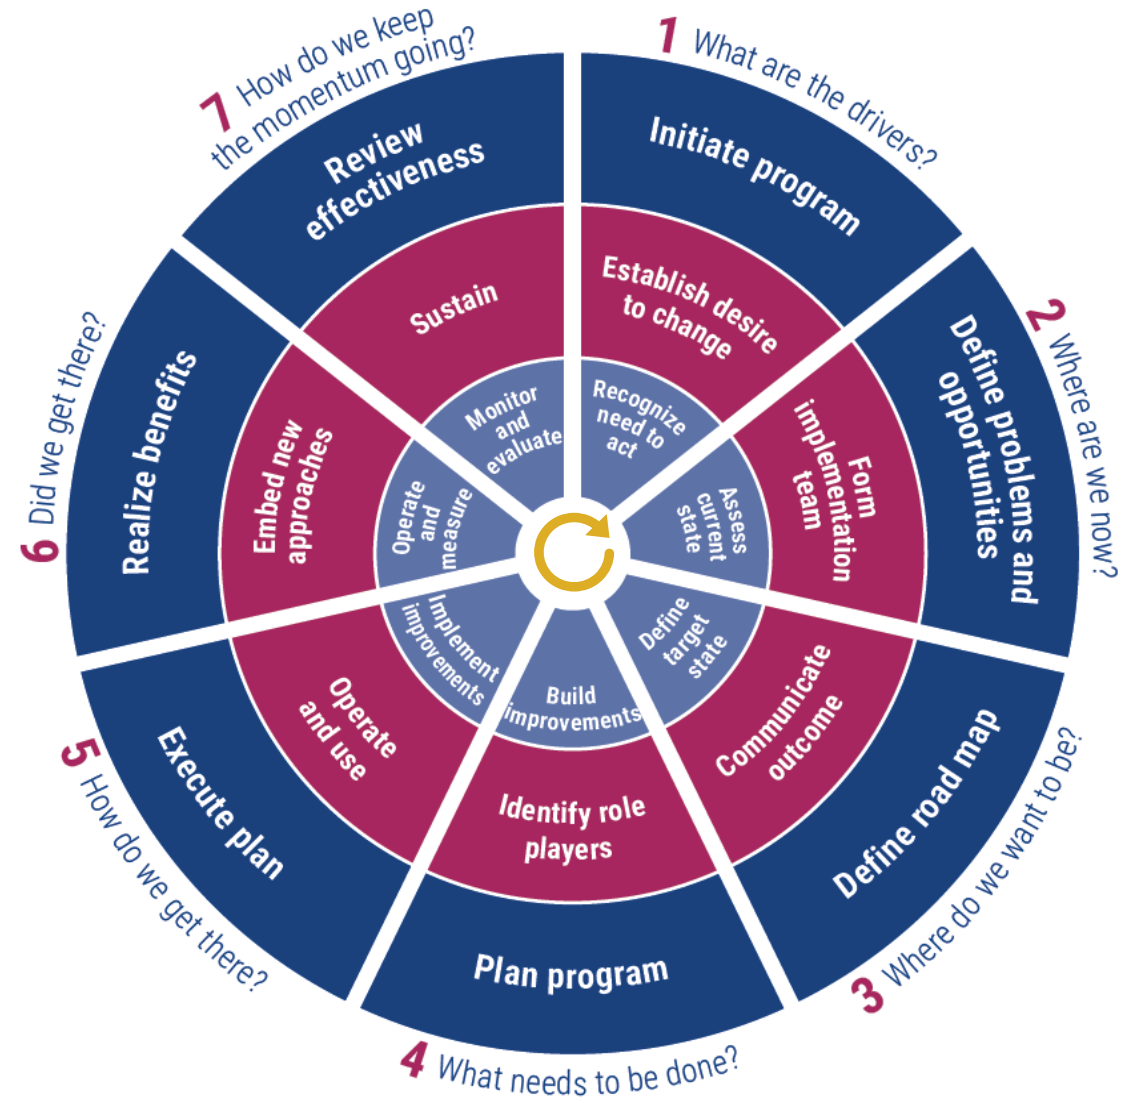 1 What are the drivers?
Initiate program
Establish desire
to change
Recognize
need to
act
2 Where are we now?
Define problems and
opportunities
Form
implementation
team
Assess
current
state
3 Where do we want to be?
Define road map
Communicate
outcome
Define
target
state
4 What needs to be done?
Plan program
Identify role
players
Build
improvements
5 How do we get there?
Execute plan
Operate
and use
Implement
improvements
6 Did we get there?
Realize benefits
Embed new
approaches
Operate
and
measure
7 How do we keep
the momentum going?
Review
effectiveness
Sustain
Monitor
and
evaluate